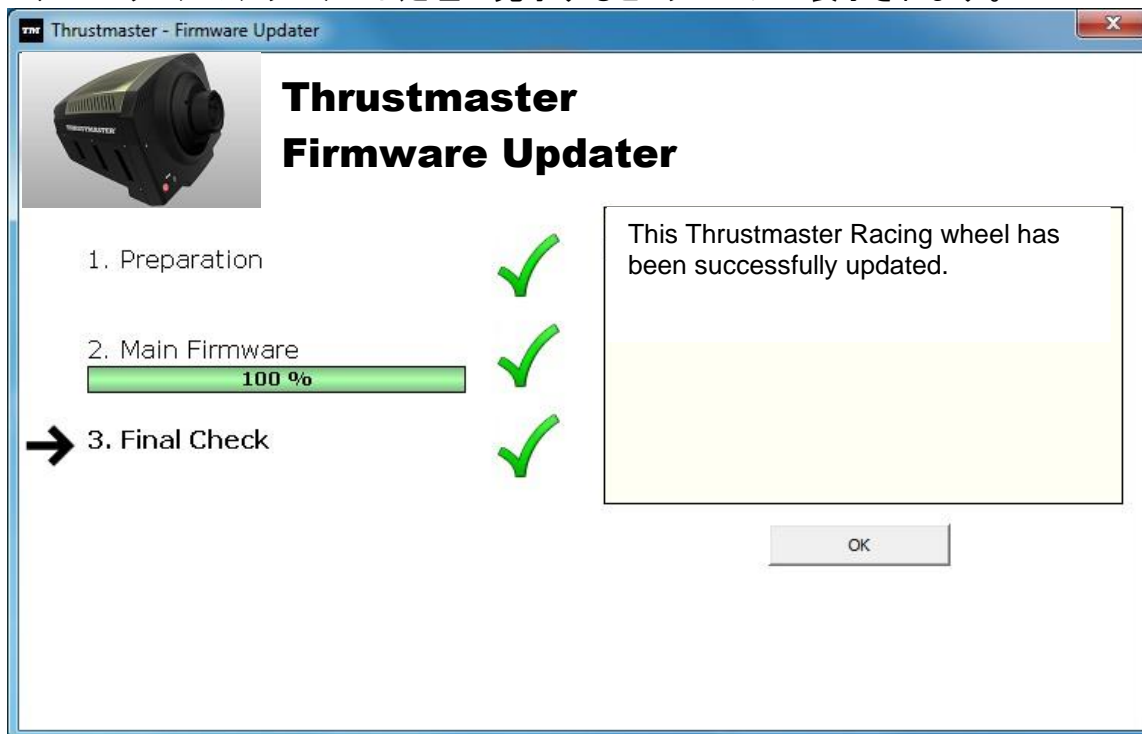 Thrustmaster - Firmware Updater
Thrustmaster
Firmware Updater
1. Preparation
2. Main Firmware
100 %
3. Final Check
This Thrustmaster Racing wheel has
been successfully updated.
OK